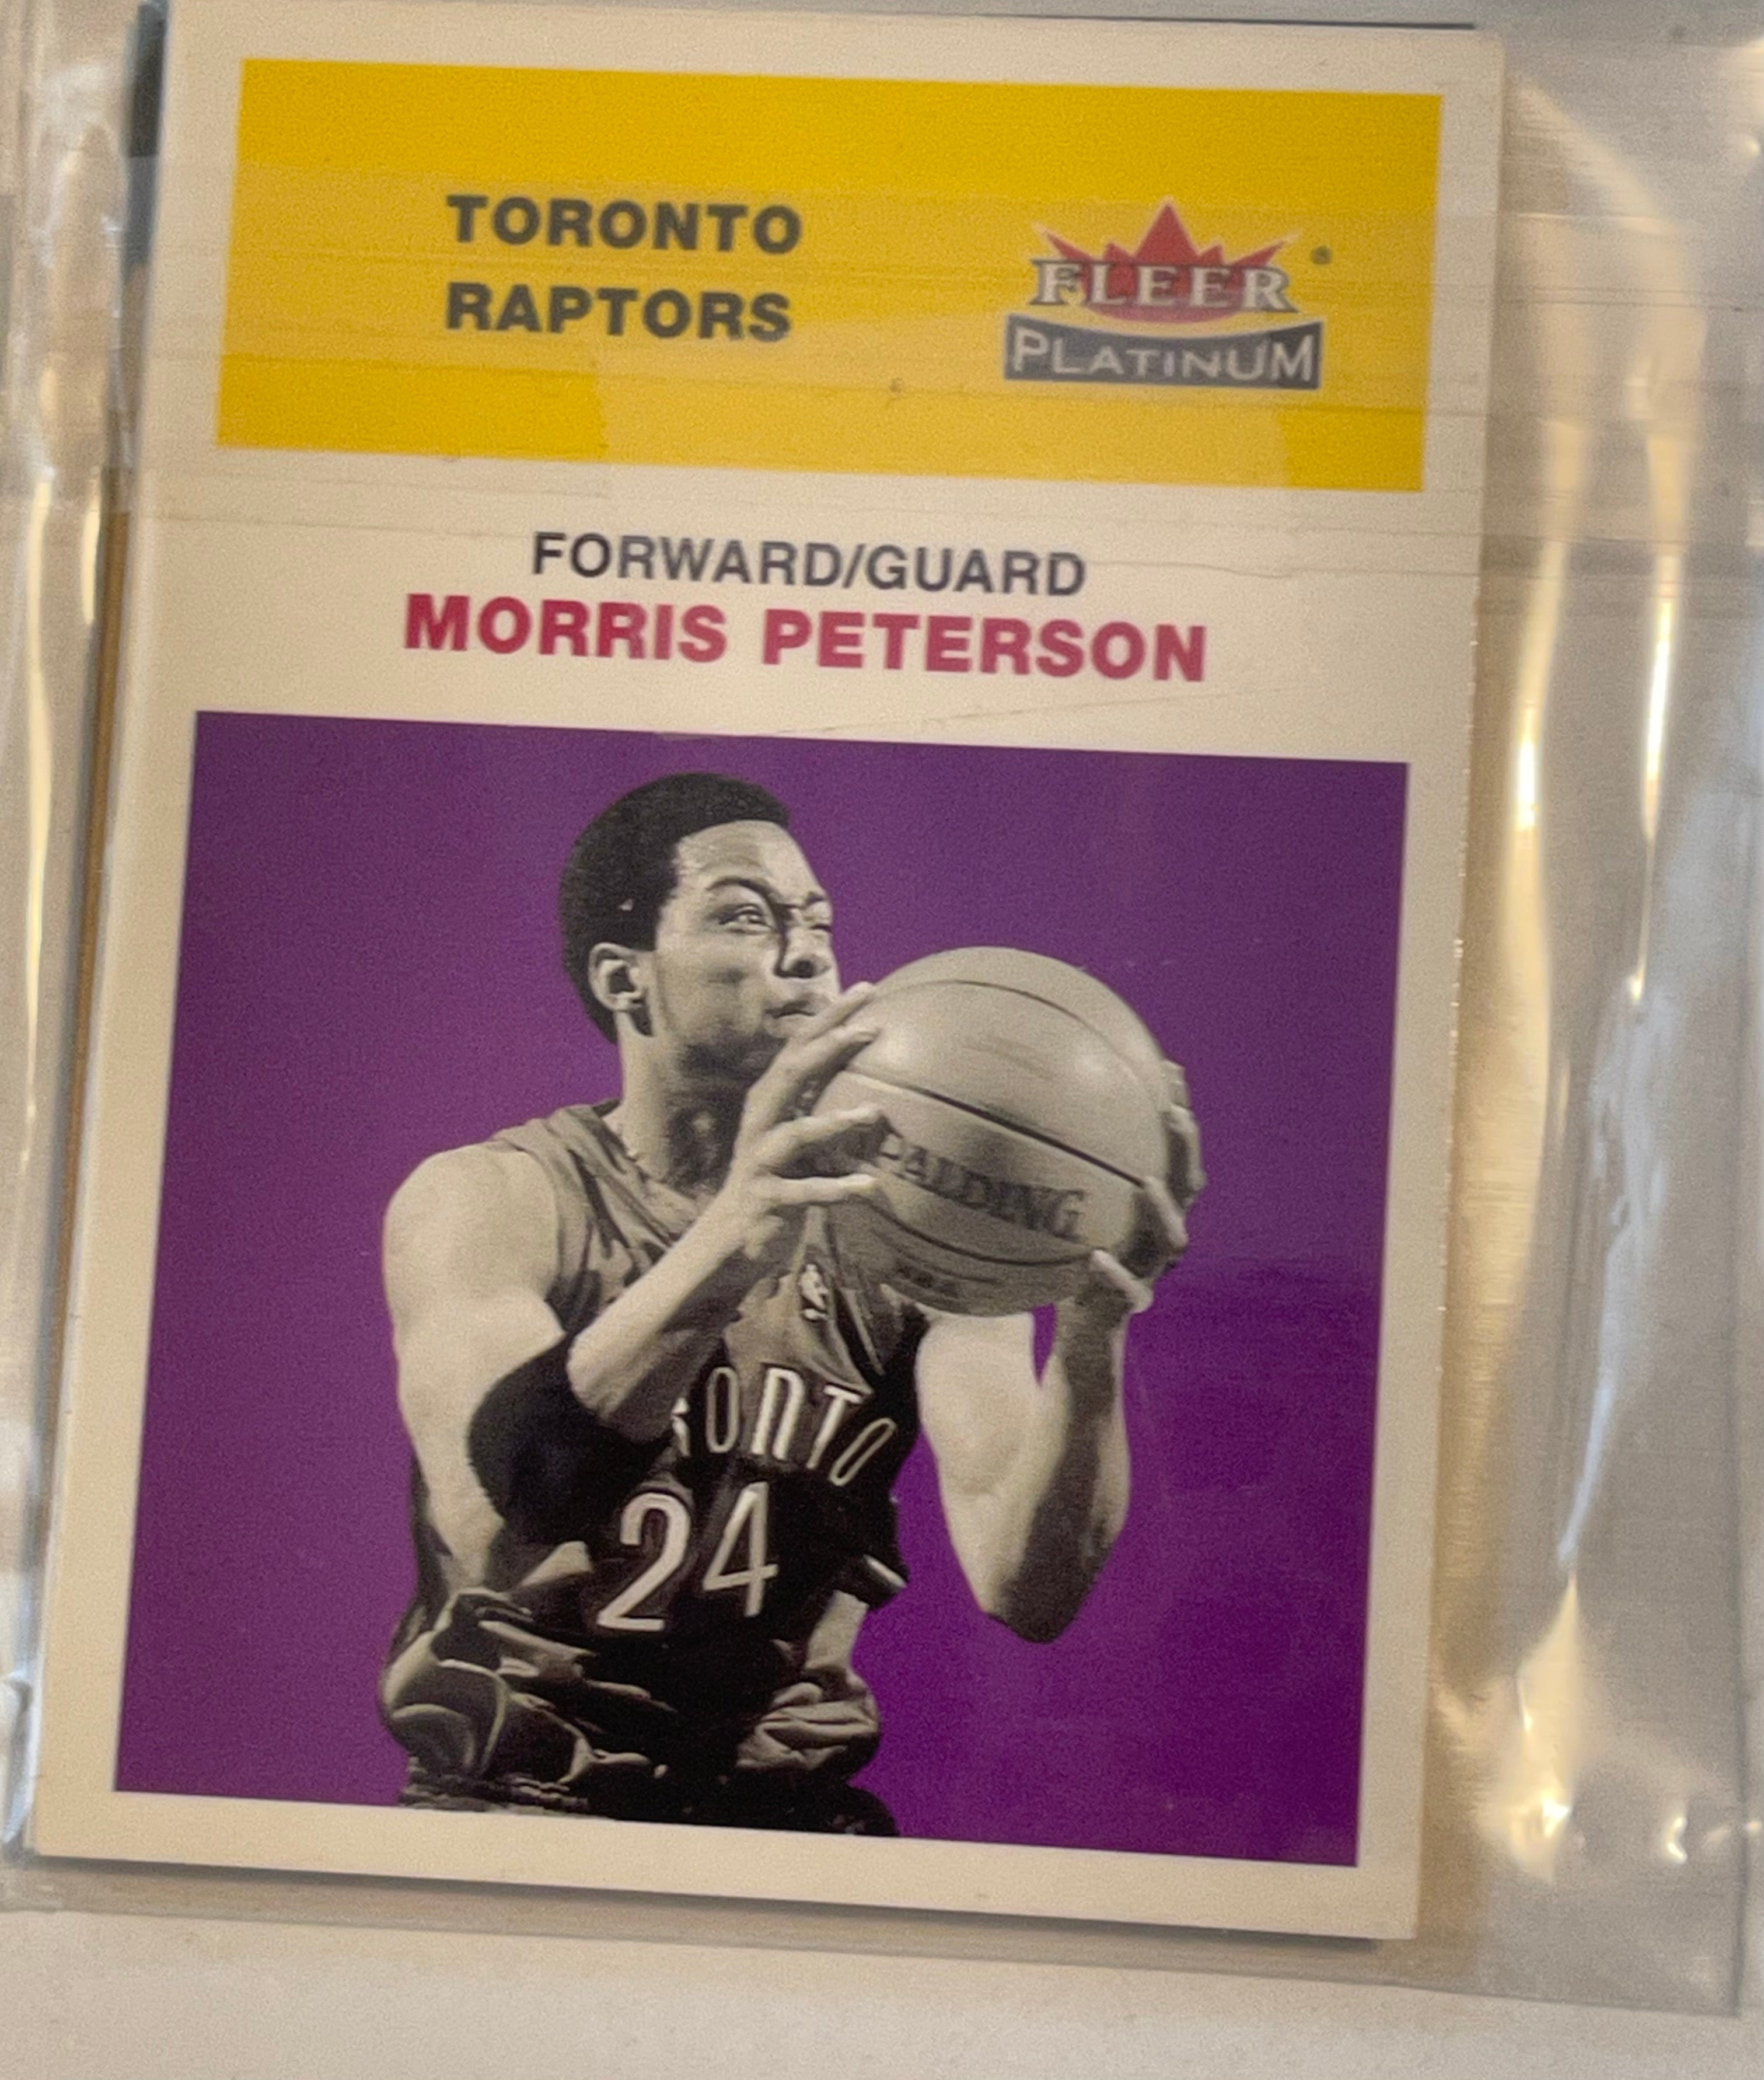 TORONTO
RAPTORS
FLEER ®
PLATINUM
FORWARD/GUARD
MORRIS PETERSON
PALDING
RONTO
24